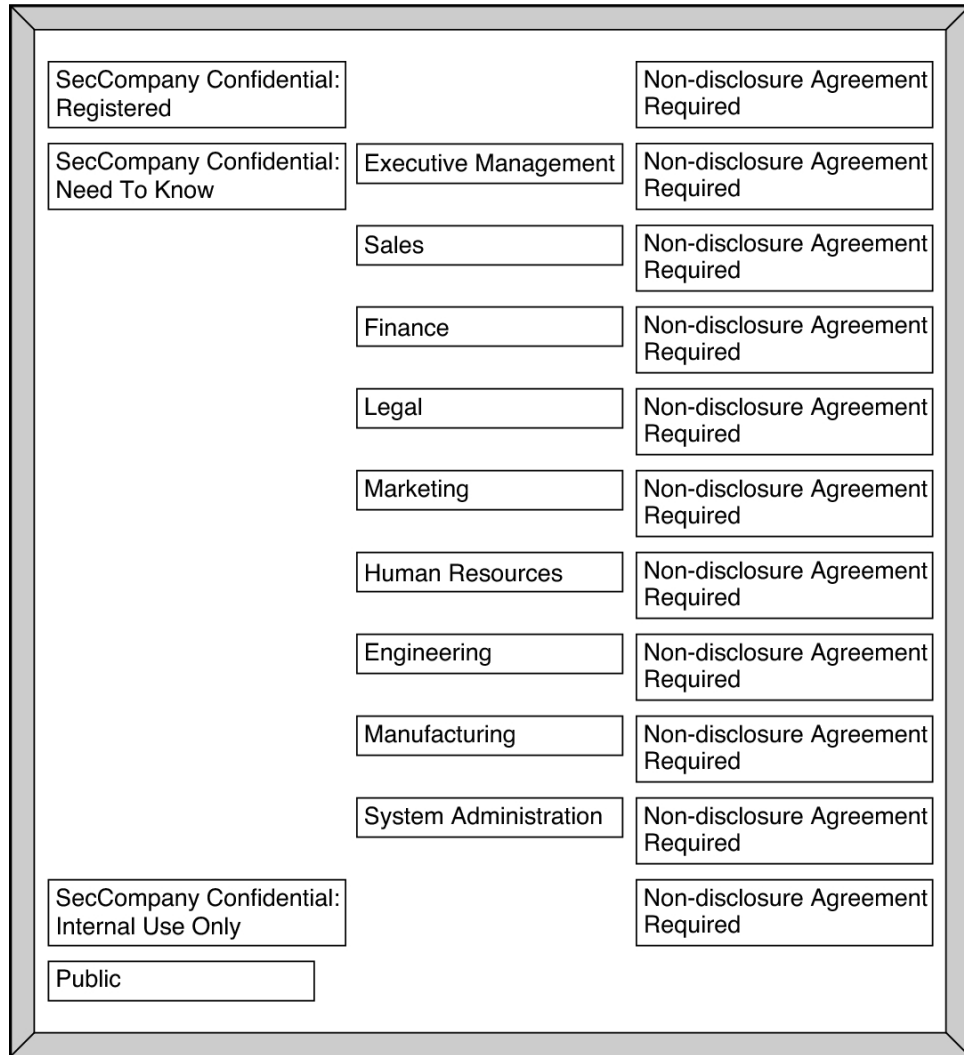 SecCompany Confidential:
Registered
Non-disclosure Agreement
Required
SecCompany Confidential:
Need To Know
Executive Management
Non-disclosure Agreement
Required
Sales
Non-disclosure Agreement
Required
Finance
Non-disclosure Agreement
Required
Legal
Non-disclosure Agreement
Required
Marketing
Non-disclosure Agreement
Required
Human Resources
Non-disclosure Agreement
Required
Engineering
Non-disclosure Agreement
Required
Manufacturing
Non-disclosure Agreement
Required
System Administration
Non-disclosure Agreement
Required
SecCompany Confidential:
Internal Use Only
Non-disclosure Agreement
Required
Public